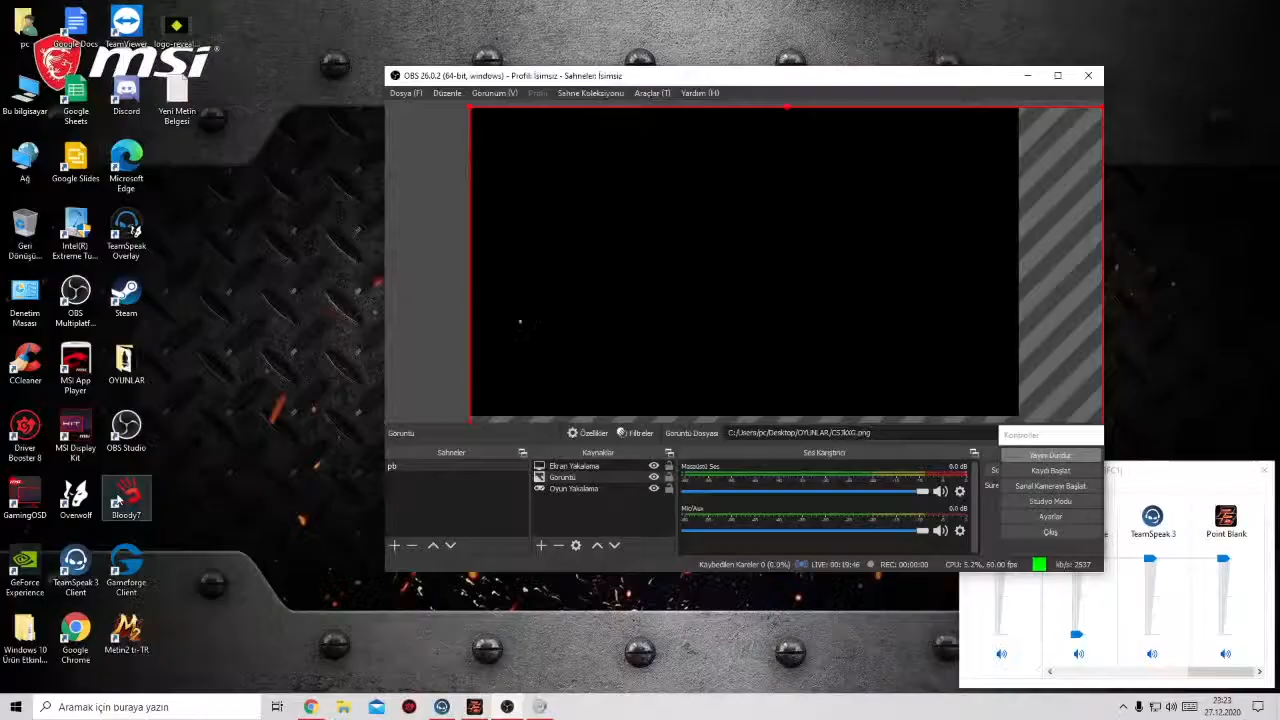 pc
Google Docs
TeamViewer
logo-reveal...
msi
Google Sheets
Discord
Yeni Metin Belgesi
Ağ
Google Slides
Microsoft Edge
Geri Dönüşü...
Intel(R) Extreme Tu...
TeamSpeak Overlay
Denetim Masası
OBS Multiplatf...
Steam
CCleaner
MSI App Player
OYUNLAR
Driver Booster 8
MSI Display Kit
OBS Studio
GamingOSD
Overwolf
Bloody7
GeForce Experience
TeamSpeak 3 Client
Gameforge Client
Windows 10 Ürün Etkinl...
Google Chrome
Metin2 tr-TR
OBS 26.0.2 (64-bit, windows) - Profil: İsimsiz - Sahneler: İsimsiz
Dosya (F) Düzenle Görünüm (V) Profil Sahne Koleksiyonu Araçlar (T) Yardım (H)
Görüntü
Özellikler Filtreler Görüntü Dosyası
Kontroller
Sahneler Kaynaklar Ses Karıştırıcı
Yayını Durdur
pb
Ekran Yakalama
Görüntü
Oyun Yakalama
Masaüstü Ses 0.0 dB
Mic/Aux 0.0 dB
Kaydı Başlat
Sanal Kamerayı Başlat
Stüdyo Modu
Ayarlar
Çıkış
Kaybedilen Kareler 0 (0.0%) LIVE: 00:19:46 REC: 00:00:00 CPU: 5.2%, 60.00 fps kb/s: 2537
TeamSpeak 3
Point Blank
Aramak için buraya yazın
23:23
27.12.2020